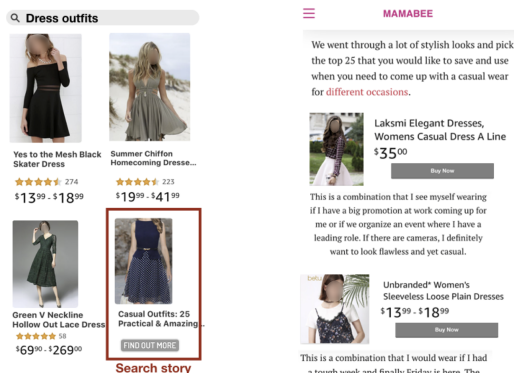 Dress outfits
Yes to the Mesh Black
Skater Dress
274
$13.99 - $18.99
Summer Chiffon
Homecoming Dresse...
223
$19.99 - $41.99
Green V Neckline
Hollow Out Lace Dress
58
$69.90 - $269.00
Casual Outfits: 25
Practical & Amazing...
FIND OUT MORE
Search story
MAMABEE
We went through a lot of stylish looks and pick
the top 25 that you would like to save and use
when you need to come up with a casual wear
for different occasions.
Laksmi Elegant Dresses,
Womens Casual Dress A Line
$35.00
Buy Now
This is a combination that I see myself wearing
if I have a big promotion at work coming up for
me or if we organize an event where I have a
leading role. If there are cameras, I definitely
want to look flawless and yet casual.
Unbranded* Women's
Sleeveless Loose Plain Dresses
$13.99 - $18.99
Buy Now
This is a combination that I would wear if I had
a tough week and finally Friday is here. The